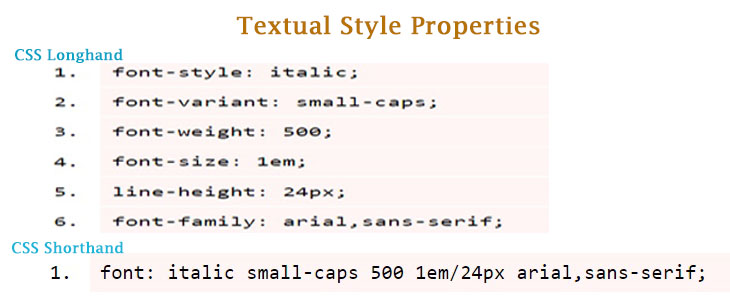 Textual Style Properties
CSS Longhand
1. font-style: italic;
2. font-variant: small-caps;
3. font-weight: 500;
4. font-size: 1em;
5. line-height: 24px;
6. font-family: arial,sans-serif;
CSS Shorthand
1. font: italic small-caps 500 1em/24px arial,sans-serif;